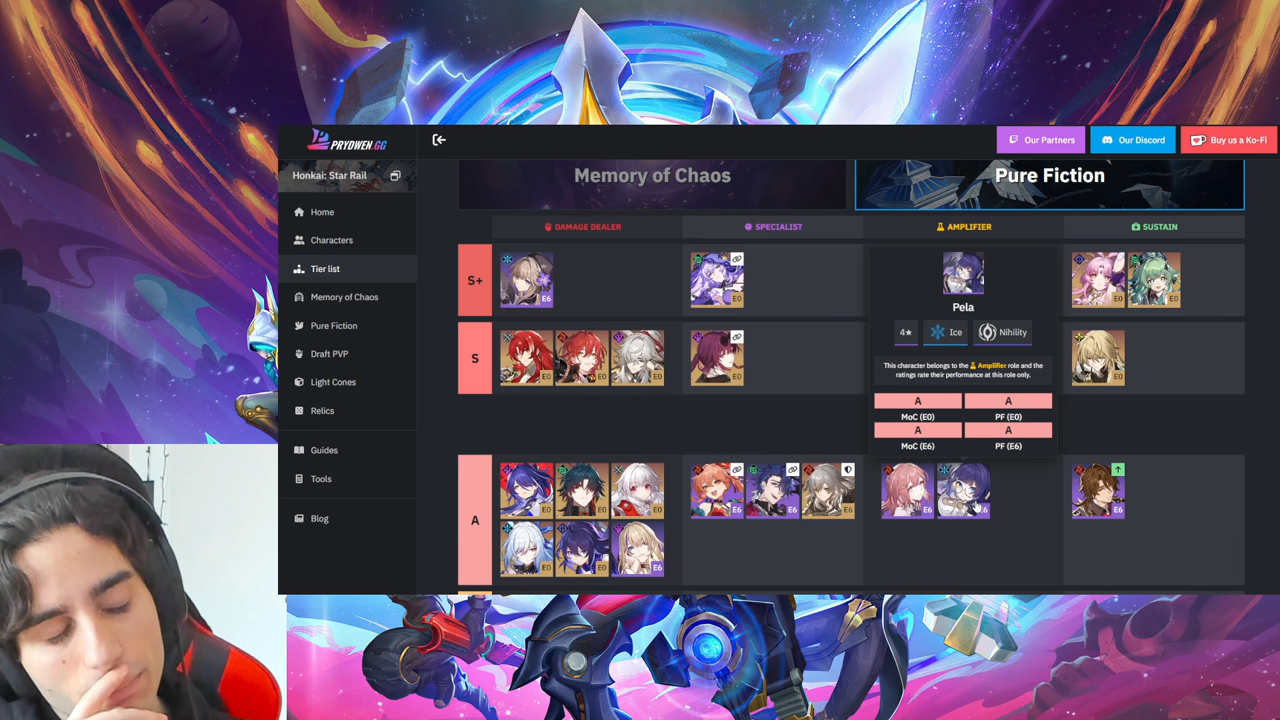 PRYDWEN.GG
Our Partners
Our Discord
Buy us a Ko-Fi
Honkai: Star Rail
Home
Characters
Tier list
Memory of Chaos
Pure Fiction
Draft PVP
Light Cones
Relics
Guides
Tools
Blog
Memory of Chaos
Pure Fiction
DAMAGE DEALER
SPECIALIST
AMPLIFIER
SUSTAIN
S+
E6
E0
E0
E0
S
E0
E0
E0
E0
E0
Pela
4★
Ice
Nihility
This character belongs to the Amplifier role and the
ratings rate their performance at this role only.
A
A
MoC (E0)
PF (E0)
A
A
MoC (E6)
PF (E6)
A
E0
E0
E0
E6
E6
E0
E6
E6
E6
E0
E0
E6